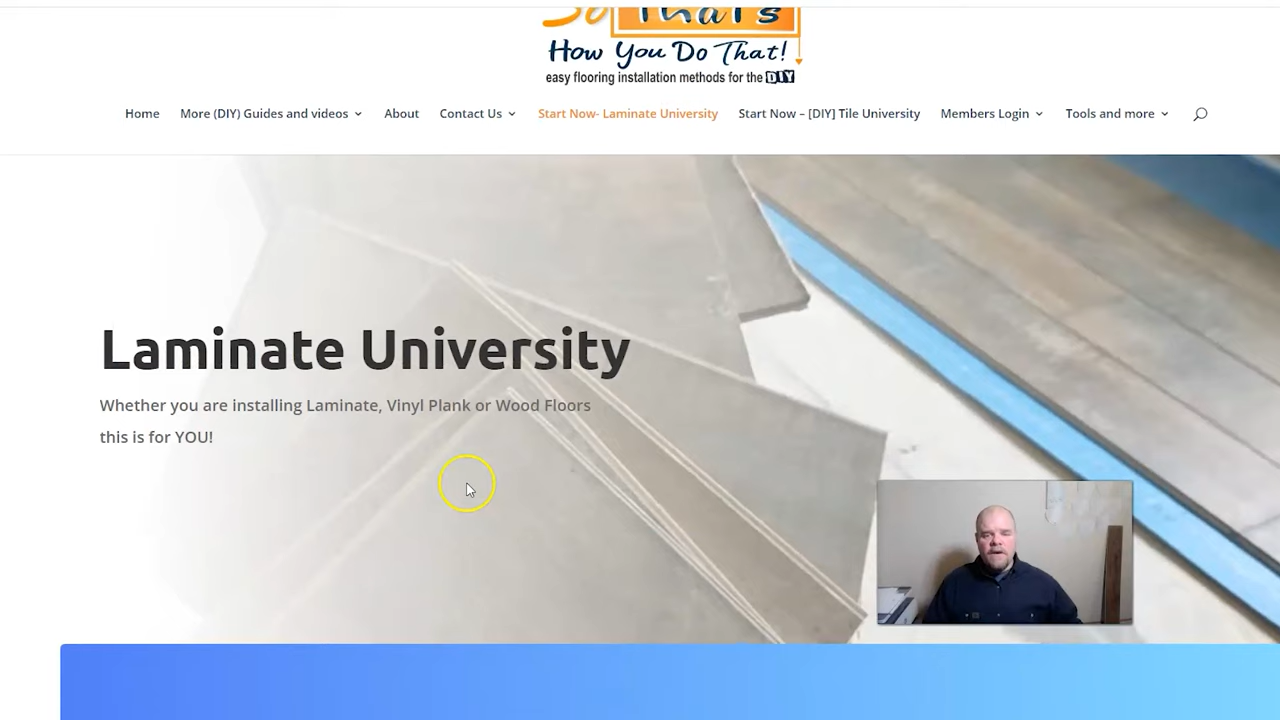 So That's
How You Do That!
easy flooring installation methods for the DIY
Home More (DIY) Guides and videos About Contact Us Start Now- Laminate University Start Now – [DIY] Tile University Members Login Tools and more
Laminate University
Whether you are installing Laminate, Vinyl Plank or Wood Floors
this is for YOU!